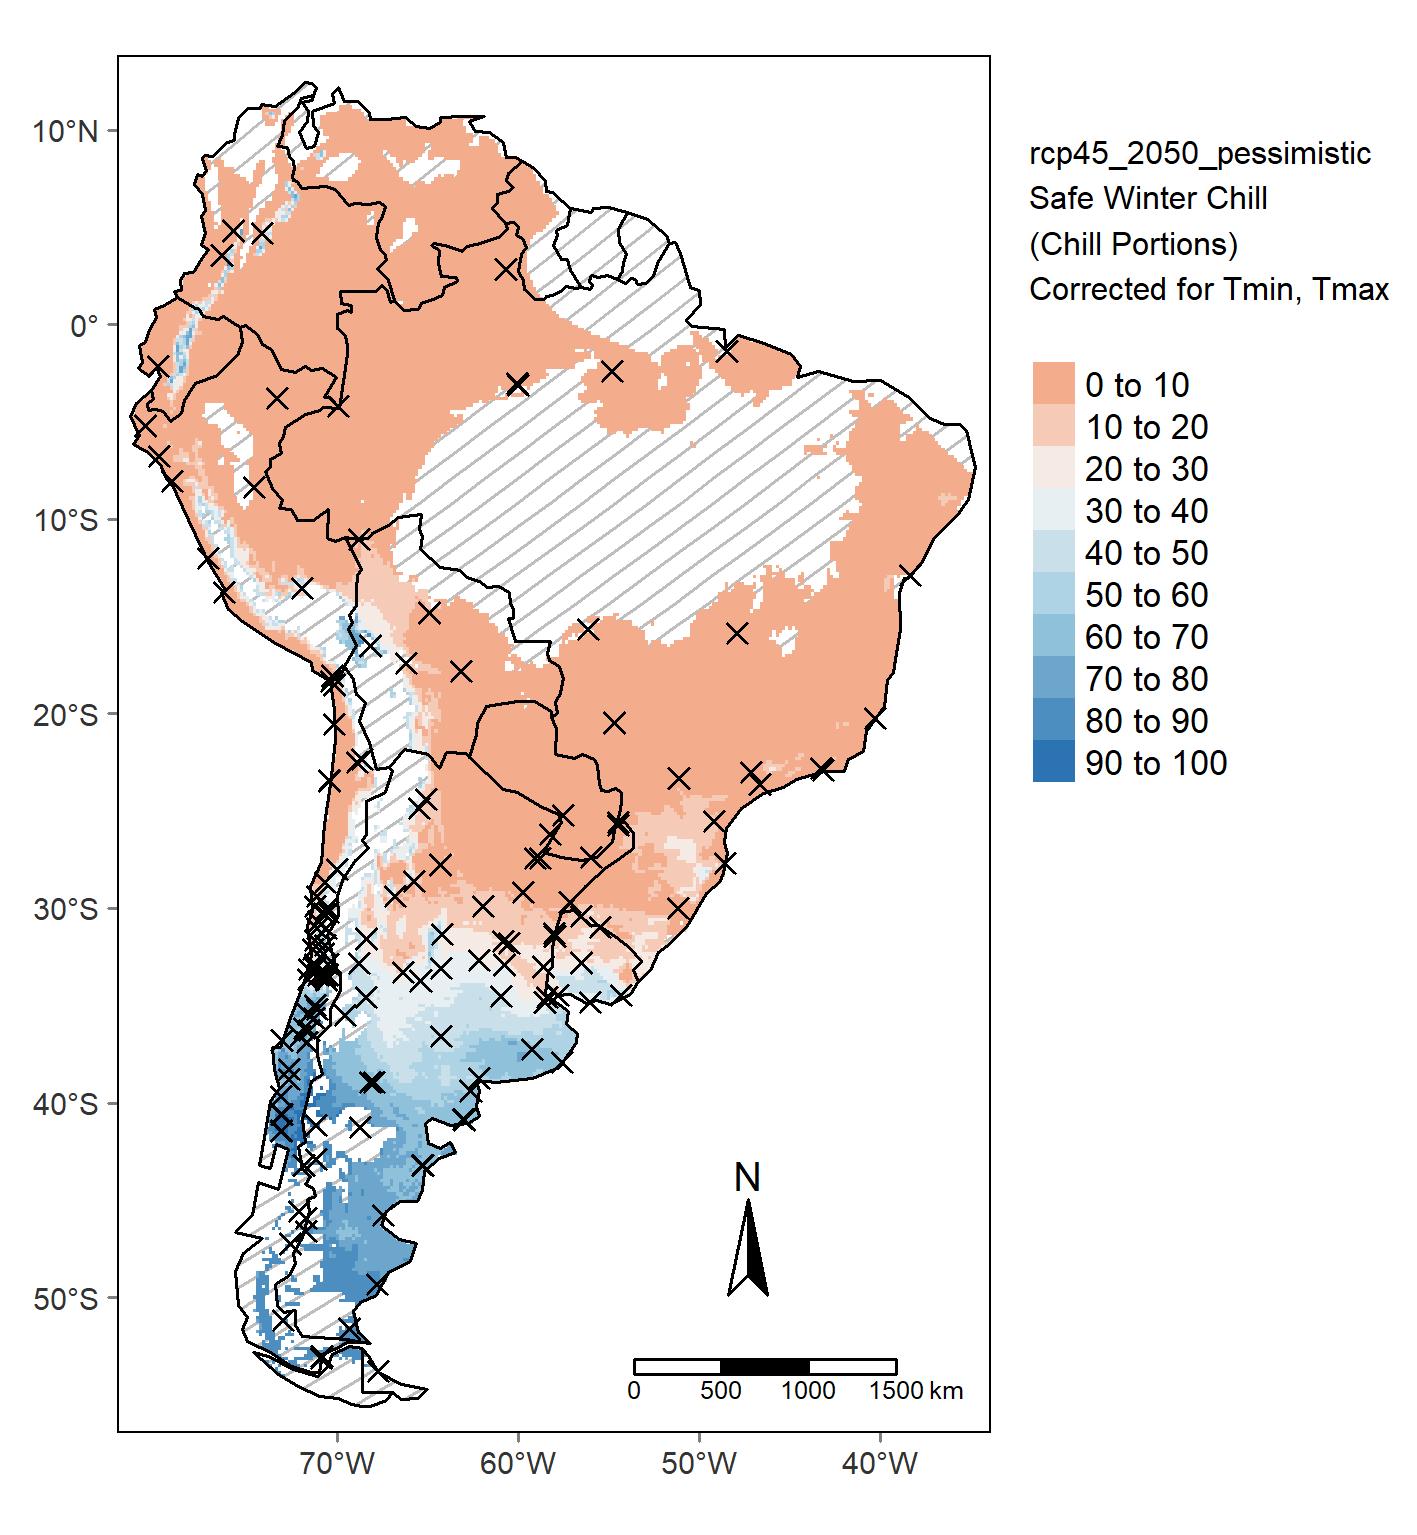 rcp45_2050_pessimistic
Safe Winter Chill
(Chill Portions)
Corrected for Tmin, Tmax
0 to 10
10 to 20
20 to 30
30 to 40
40 to 50
50 to 60
60 to 70
70 to 80
80 to 90
90 to 100
10°N
0°
10°S
20°S
30°S
40°S
50°S
N
0 500 1000 1500 km
70°W 60°W 50°W 40°W